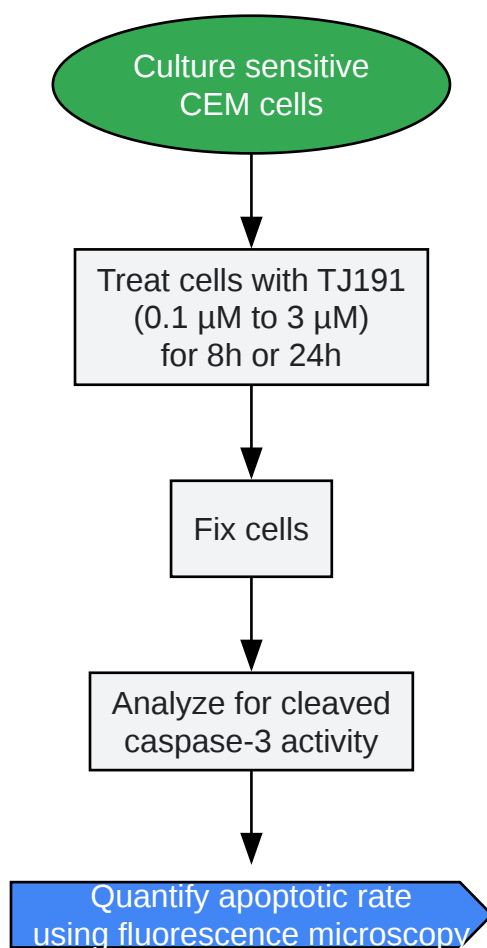 Culture sensitive
CEM cells
Treat cells with TJ191
(0.1 µM to 3 µM)
for 8h or 24h
Fix cells
Analyze for cleaved
caspase-3 activity
Quantify apoptotic rate
using fluorescence microscopy